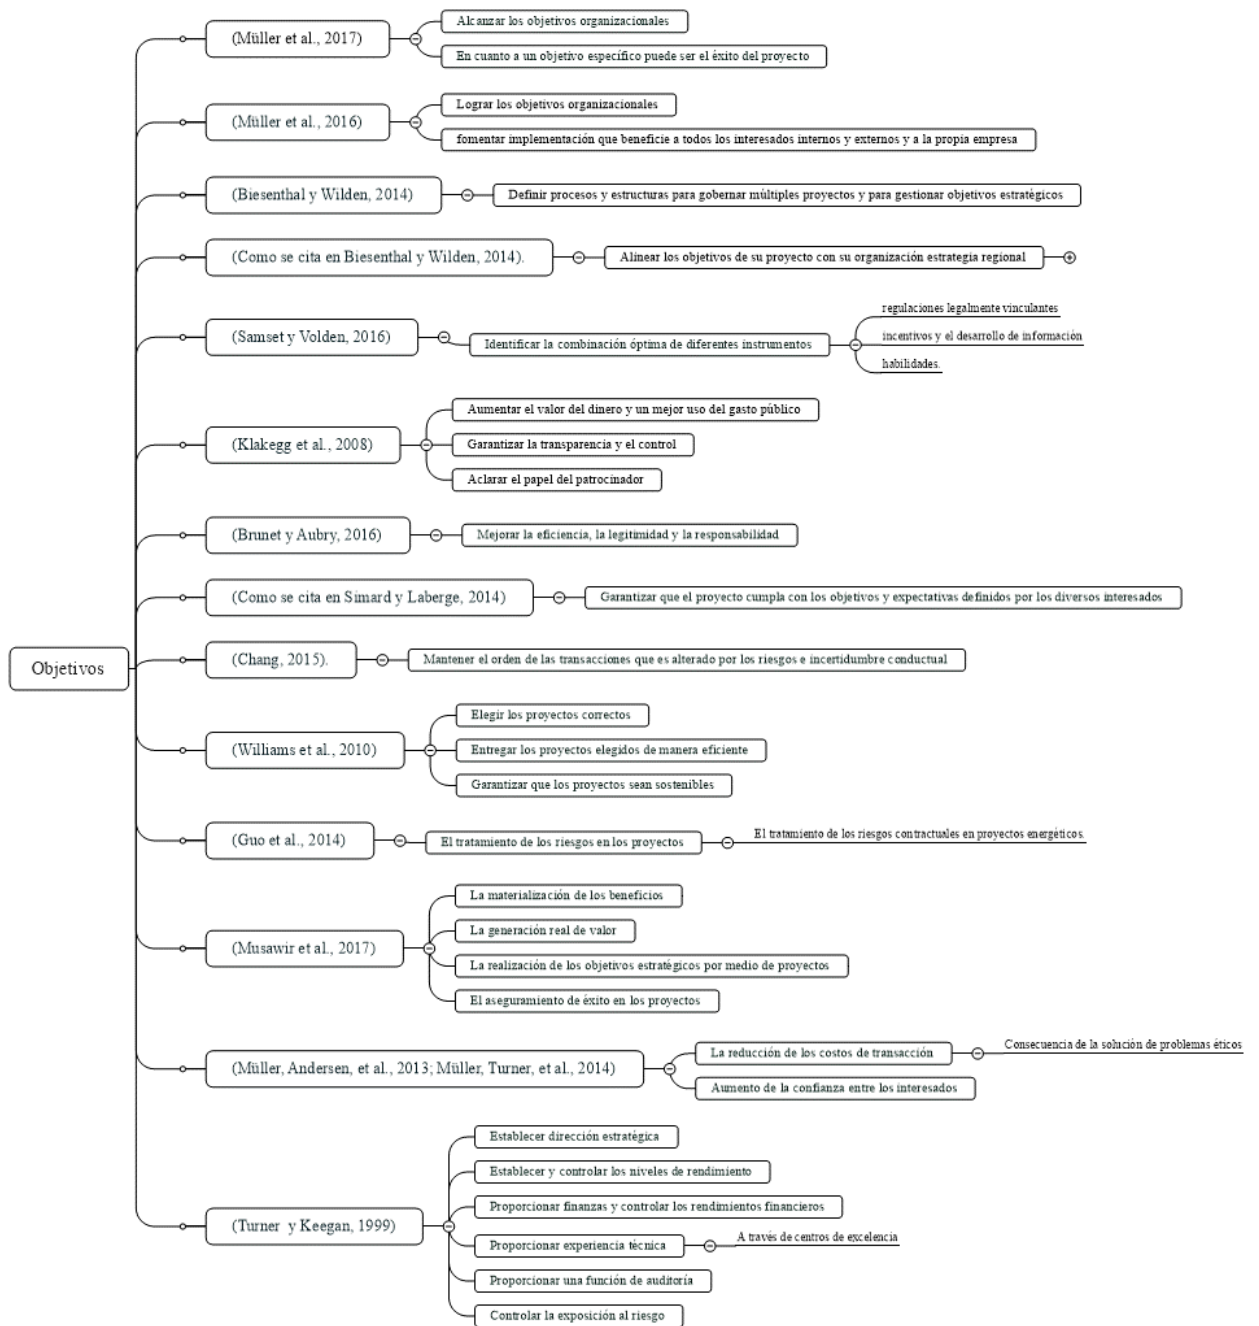 Objetivos
(Müller et al., 2017)
Alcanzar los objetivos organizacionales
En cuanto a un objetivo específico puede ser el éxito del proyecto
(Müller et al., 2016)
Lograr los objetivos organizacionales
fomentar implementación que beneficie a todos los interesados internos y externos y a la propia empresa
(Biesenthal y Wilden, 2014)
Definir procesos y estructuras para gobernar múltiples proyectos y para gestionar objetivos estratégicos
(Como se cita en Biesenthal y Wilden, 2014).
Alinear los objetivos de su proyecto con su organización estrategia regional
(Samset y Volden, 2016)
Identificar la combinación óptima de diferentes instrumentos
regulaciones legalmente vinculantes
incentivos y el desarrollo de información
habilidades.
(Klakegg et al., 2008)
Aumentar el valor del dinero y un mejor uso del gasto público
Garantizar la transparencia y el control
Aclarar el papel del patrocinador
(Brunet y Aubry, 2016)
Mejorar la eficiencia, la legitimidad y la responsabilidad
(Como se cita en Simard y Laberge, 2014)
Garantizar que el proyecto cumpla con los objetivos y expectativas definidos por los diversos interesados
(Chang, 2015).
Mantener el orden de las transacciones que es alterado por los riesgos e incertidumbre conductual
(Williams et al., 2010)
Elegir los proyectos correctos
Entregar los proyectos elegidos de manera eficiente
Garantizar que los proyectos sean sostenibles
(Guo et al., 2014)
El tratamiento de los riesgos en los proyectos
El tratamiento de los riesgos contractuales en proyectos energéticos.
(Musawir et al., 2017)
La materialización de los beneficios
La generación real de valor
La realización de los objetivos estratégicos por medio de proyectos
El aseguramiento de éxito en los proyectos
(Müller, Andersen, et al., 2013; Müller, Turner, et al., 2014)
La reducción de los costos de transacción
Consecuencia de la solución de problemas éticos
Aumento de la confianza entre los interesados
(Turner y Keegan, 1999)
Establecer dirección estratégica
Establecer y controlar los niveles de rendimiento
Proporcionar finanzas y controlar los rendimientos financieros
Proporcionar experiencia técnica
A través de centros de excelencia
Proporcionar una función de auditoría
Controlar la exposición al riesgo